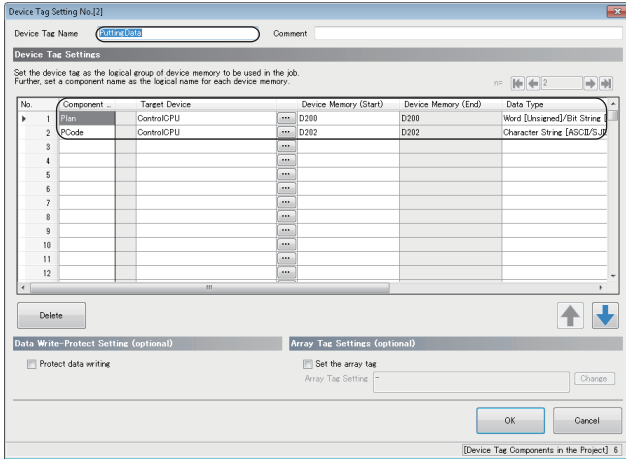 Device Tag Setting No.[2]
Device Tag Name PuttingData Comment
Device Tag Settings
Set the device tag as the logical group of device memory to be used in the job.
Further, set a component name as the logical name for each device memory.
n= 2
No. Component .. Target Device Device Memory (Start) Device Memory (End) Data Type
1 Plan ControlCPU ... D200 D200 Word [Unsigned]/Bit String [
2 PCode ControlCPU ... D202 D202 Character String [ASCII/SJI
3 ...
4 ...
5 ...
6 ...
7 ...
8 ...
9 ...
10 ...
11 ...
12 ...
Delete
Data Write-Protect Setting (optional) Array Tag Settings (optional)
Protect data writing Set the array tag
Array Tag Setting - Change
OK Cancel
[Device Tag Components in the Project] 6